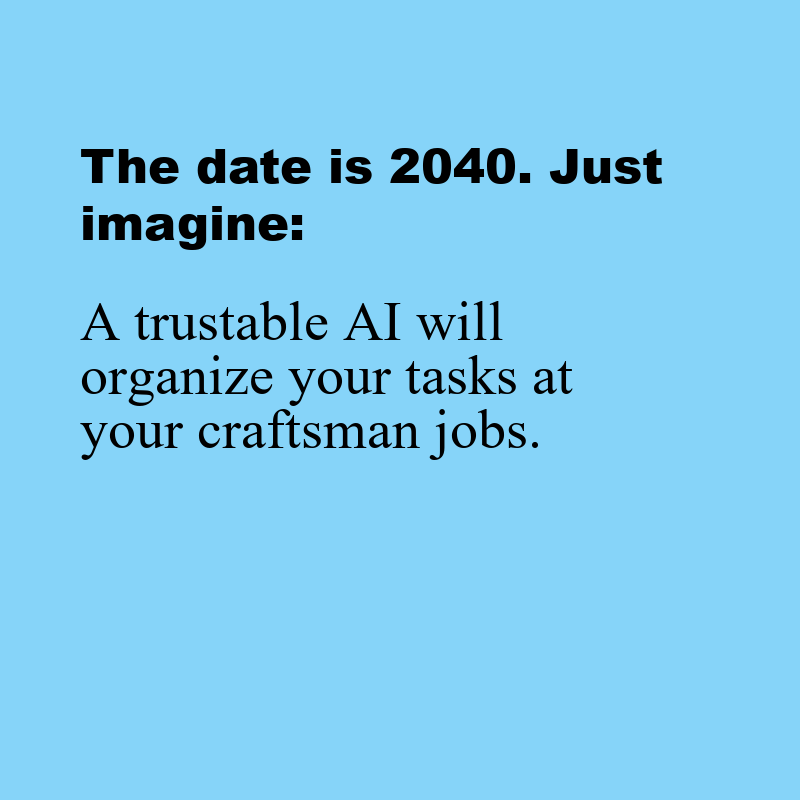 The date is 2040. Just
imagine:
A trustable AI will
organize your tasks at
your craftsman jobs.